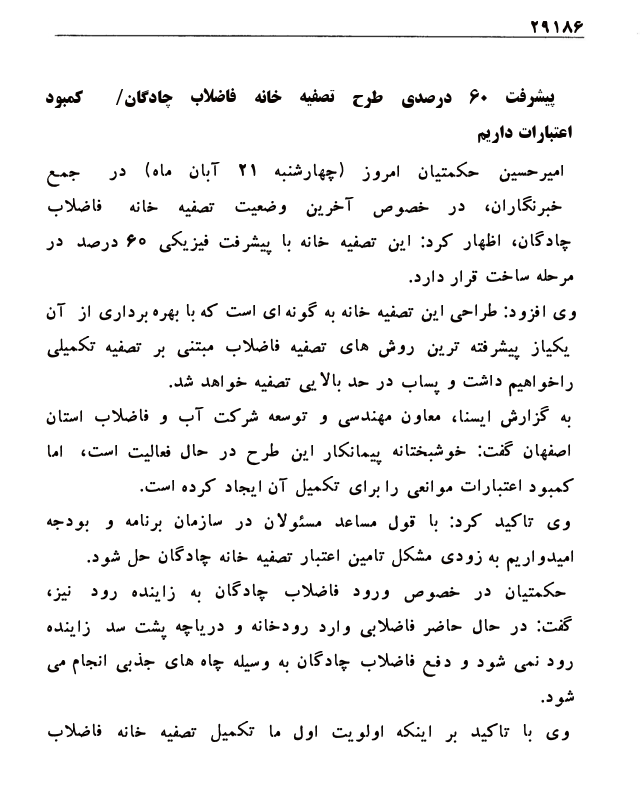 ۲۹۱۸۶
پیشرفت ۶۰ درصدی طرح تصفیه خانه فاضلاب چادگان/ کمبود
اعتبارات داریم
امیرحسین حکمتیان امروز (چهارشنبه ۲۱ آبان ماه) در جمع
خبرنگاران، در خصوص آخرین وضعیت تصفیه خانه فاضلاب
چادگان، اظهار کرد: این تصفیه خانه با پیشرفت فیزیکی ۶۰ درصد در
مرحله ساخت قرار دارد.
وی افزود: طراحی این تصفیه خانه به گونه ای است که با بهره برداری از آن
یکیاز پیشرفته ترین روش های تصفیه فاضلاب مبتنی بر تصفیه تکمیلی
راخواهیم داشت و پساب در حد بالایی تصفیه خواهد شد.
به گزارش ایسنا، معاون مهندسی و توسعه شرکت آب و فاضلاب استان
اصفهان گفت: خوشبختانه پیمانکار این طرح در حال فعالیت است، اما
کمبود اعتبارات موانعی را برای تکمیل آن ایجاد کرده است.
وی تاکید کرد: با قول مساعد مسئولان در سازمان برنامه و بودجه
امیدواریم به زودی مشکل تامین اعتبار تصفیه خانه چادگان حل شود.
حکمتیان در خصوص ورود فاضلاب چادگان به زاینده رود نیز،
گفت: در حال حاضر فاضلابی وارد رودخانه و دریاچه پشت سد زاینده
رود نمی شود و دفع فاضلاب چادگان به وسیله چاه های جذبی انجام می
شود.
وی با تاکید بر اینکه اولویت اول ما تکمیل تصفیه خانه فاضلاب